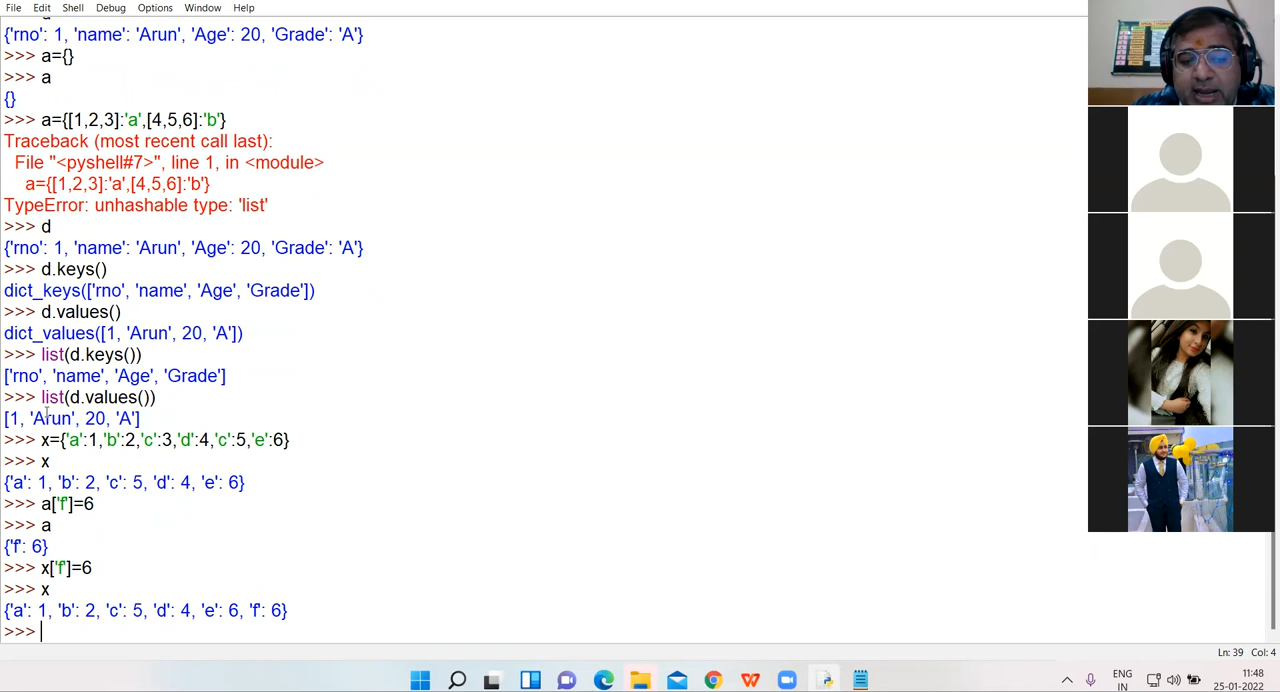 File Edit Shell Debug Options Window Help
{'rno': 1, 'name': 'Arun', 'Age': 20, 'Grade': 'A'}
>>> a={}
>>> a
{}
>>> a={[1,2,3]:'a',[4,5,6]:'b'}
Traceback (most recent call last):
File "<pyshell#7>", line 1, in <module>
a={[1,2,3]:'a',[4,5,6]:'b'}
TypeError: unhashable type: 'list'
>>> d
{'rno': 1, 'name': 'Arun', 'Age': 20, 'Grade': 'A'}
>>> d.keys()
dict_keys(['rno', 'name', 'Age', 'Grade'])
>>> d.values()
dict_values([1, 'Arun', 20, 'A'])
>>> list(d.keys())
['rno', 'name', 'Age', 'Grade']
>>> list(d.values())
[1, 'Arun', 20, 'A']
>>> x={'a':1,'b':2,'c':3,'d':4,'c':5,'e':6}
>>> x
{'a': 1, 'b': 2, 'c': 5, 'd': 4, 'e': 6}
>>> a['f']=6
>>> a
{'f': 6}
>>> x['f']=6
>>> x
{'a': 1, 'b': 2, 'c': 5, 'd': 4, 'e': 6, 'f': 6}
>>>
Ln: 39 Col: 4
ENG
IN
11:48
25-01-2022